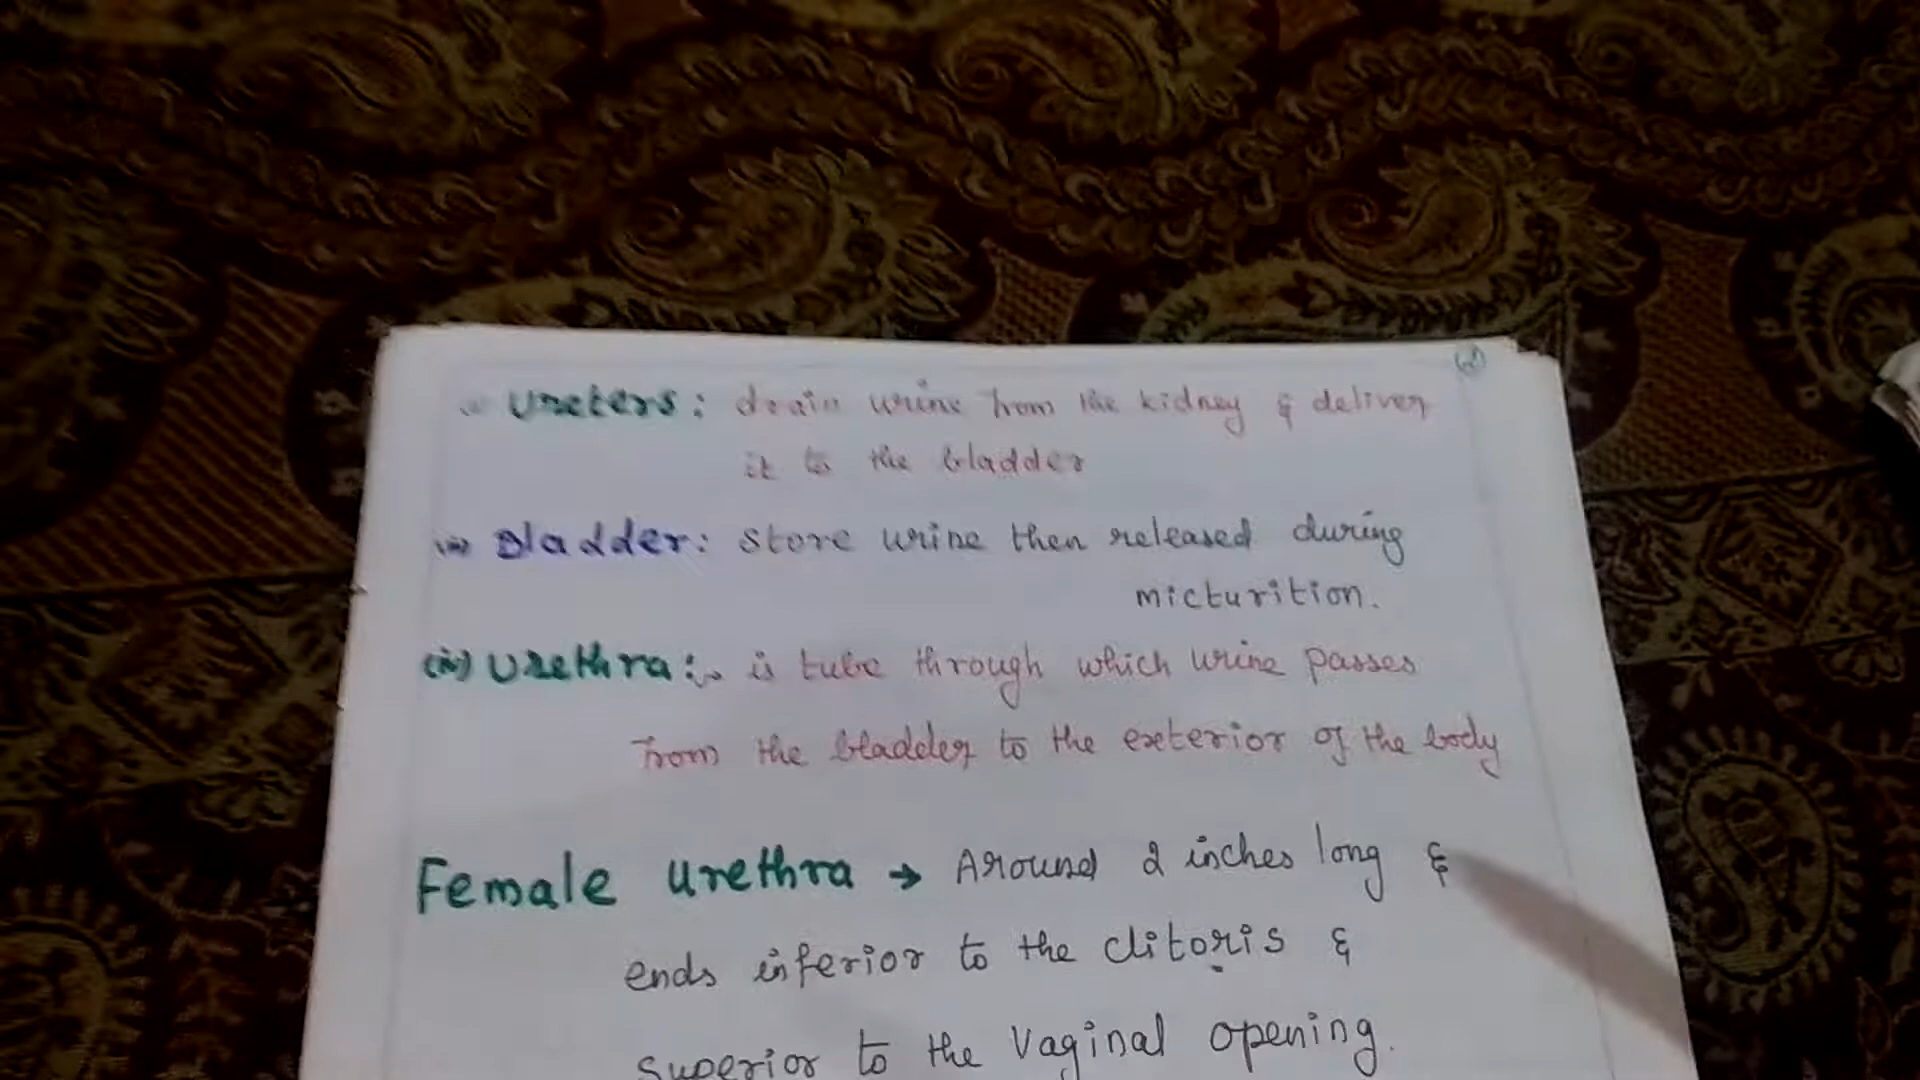 Ureters: drain urine from the kidney & deliver
it to the bladder
Bladder: store urine then released during
micturition.
(iv) Urethra: is tube through which urine passes
from the bladder to the exterior of the body
Female urethra → Around 2 inches long &
ends inferior to the clitoris &
superior to the vaginal opening.